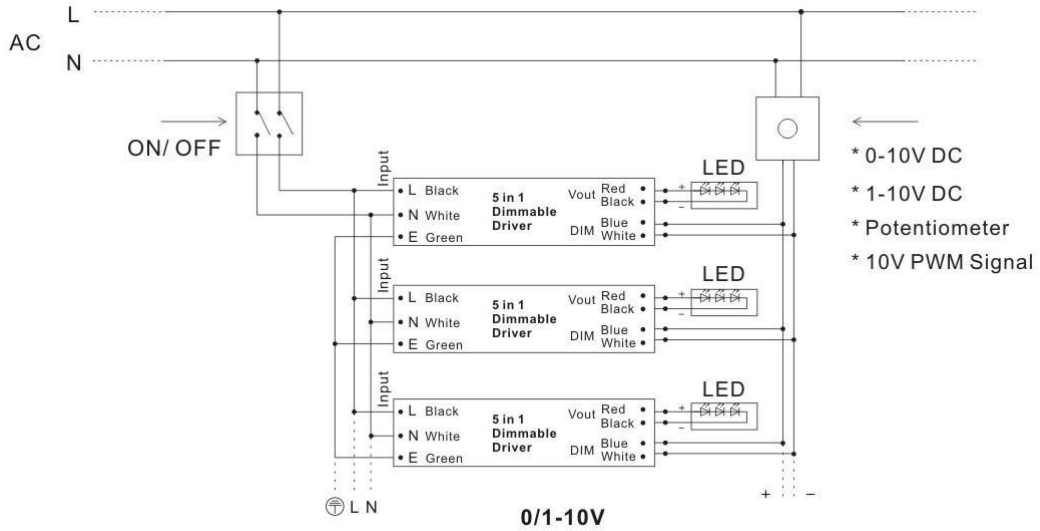 L
AC
N
ON/ OFF
* 0-10V DC
* 1-10V DC
* Potentiometer
* 10V PWM Signal
Input
L Black
N White
E Green
5 in 1
Dimmable
Driver
Vout Red
Black
DIM Blue
White
LED
+
−
Input
L Black
N White
E Green
5 in 1
Dimmable
Driver
Vout Red
Black
DIM Blue
White
LED
+
−
Input
L Black
N White
E Green
5 in 1
Dimmable
Driver
Vout Red
Black
DIM Blue
White
LED
+
−
L N
+ −
0/1-10V